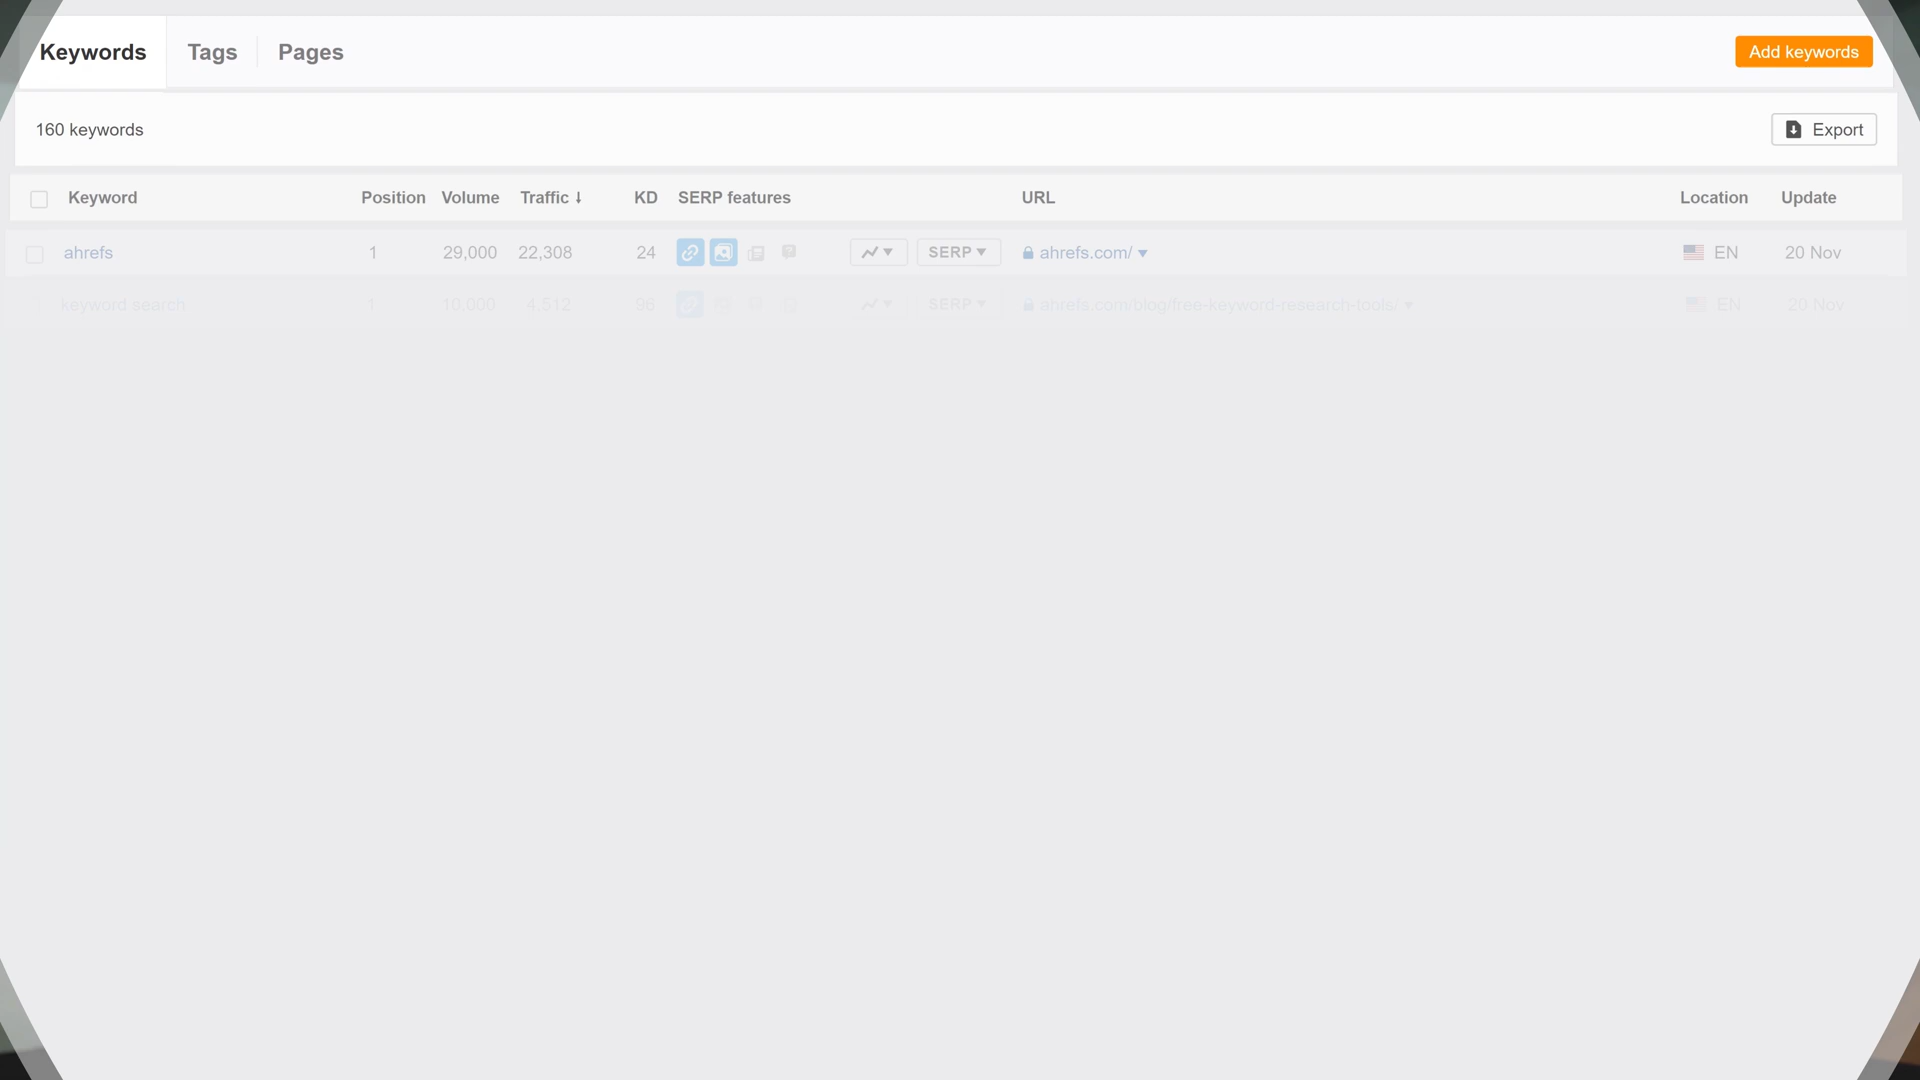 Keywords Tags Pages Add keywords
160 keywords Export
Keyword Position Volume Traffic ↓ KD SERP features URL Location Update
ahrefs 1 29,000 22,308 24 SERP ▼ ahrefs.com/ ▼ EN 20 Nov
keyword search 1 10,000 4,512 96 SERP ▼ ahrefs.com/blog/free-keyword-research-tools/ ▼ EN 20 Nov